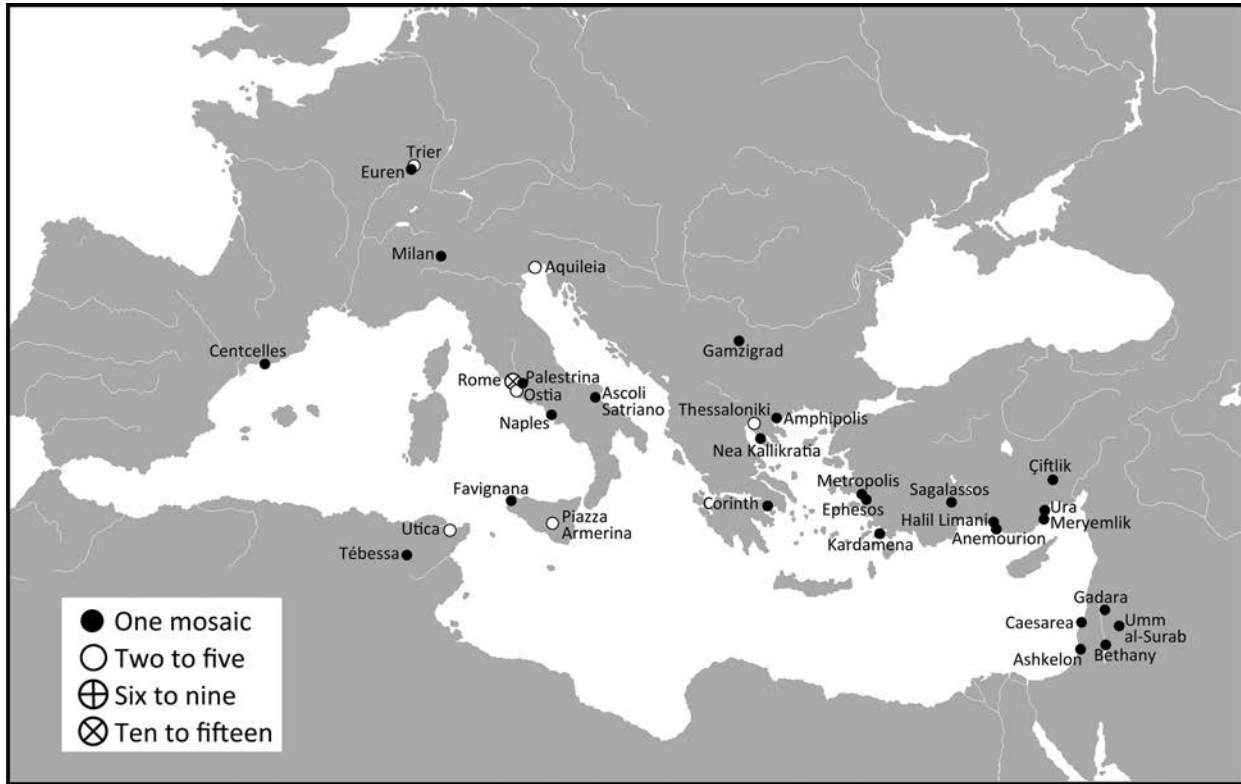 Trier
Euren
Milan
Aquileia
Centcelles
Gamzigrad
Rome
Palestrina
Ostia
Ascoli
Satriano
Naples
Thessaloniki
Amphipolis
Nea Kallikratia
Çiftlik
Metropolis
Sagalassos
Favignana
Corinth
Ephesos
Ura
Halil Limani
Meryemlik
Piazza
Armerina
Utica
Anemourion
Kardamena
Tébessa
Gadara
Caesarea
Umm
al-Surab
Ashkelon
Bethany
One mosaic
Two to five
Six to nine
Ten to fifteen